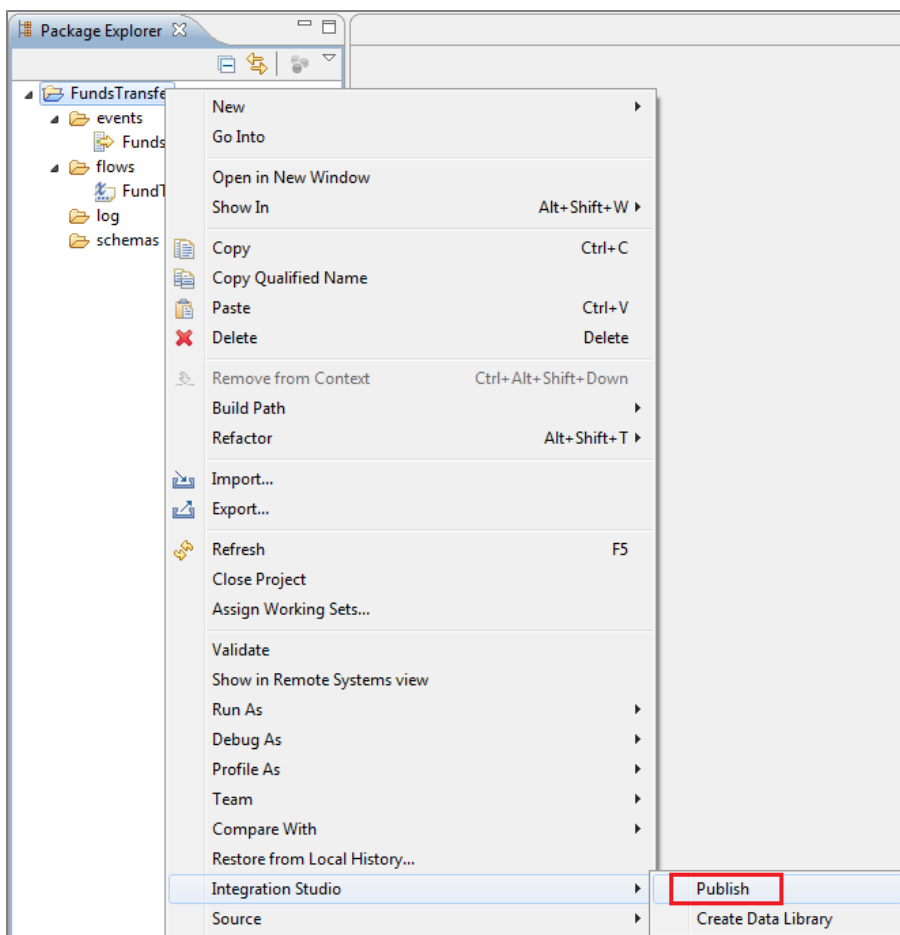 Package Explorer
FundsTransfe
events
Funds
flows
FundT
log
schemas
New
Go Into
Open in New Window
Show In Alt+Shift+W
Copy Ctrl+C
Copy Qualified Name
Paste Ctrl+V
Delete Delete
Remove from Context Ctrl+Alt+Shift+Down
Build Path
Refactor Alt+Shift+T
Import...
Export...
Refresh F5
Close Project
Assign Working Sets...
Validate
Show in Remote Systems view
Run As
Debug As
Profile As
Team
Compare With
Restore from Local History...
Integration Studio
Publish
Source
Create Data Library